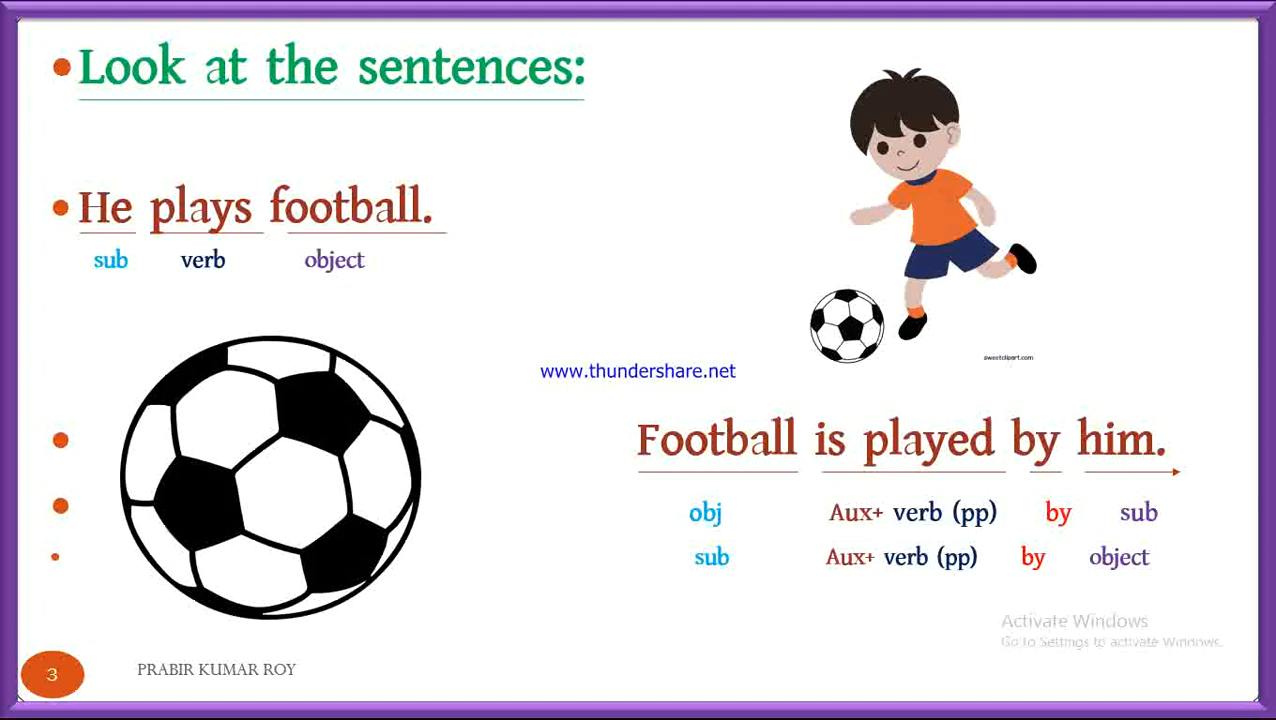 Look at the sentences:
He plays football.
sub verb object
sweetclipart.com
www.thundershare.net
Football is played by him.
obj Aux+ verb (pp) by sub
sub Aux+ verb (pp) by object
Activate Windows
Go to Settings to activate Windows.
3 PRABIR KUMAR ROY